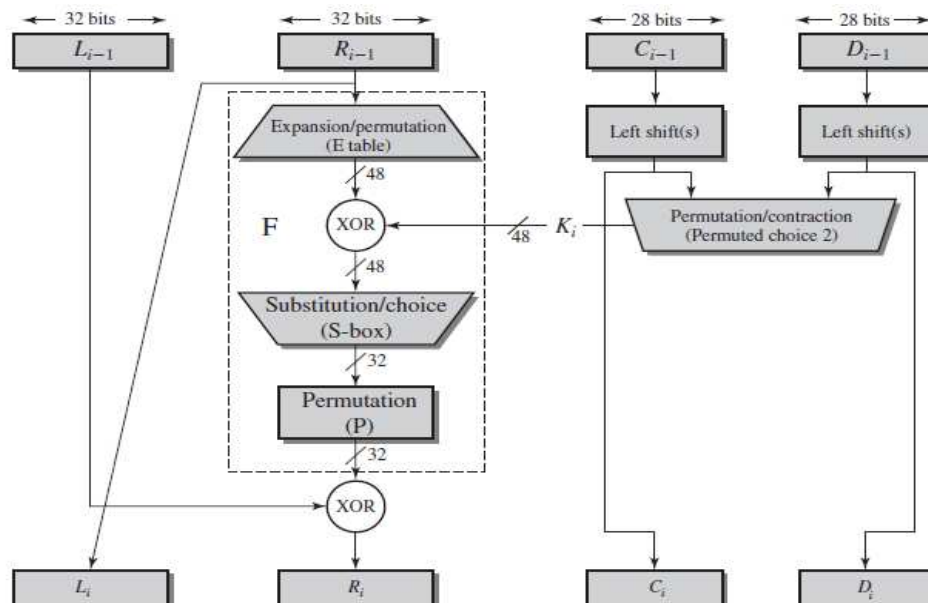 32 bits
32 bits
28 bits
28 bits
L_{i-1}
R_{i-1}
C_{i-1}
D_{i-1}
Expansion/permutation
(E table)
Left shift(s)
Left shift(s)
48
F
XOR
48
K_i
Permutation/contraction
(Permuted choice 2)
48
Substitution/choice
(S-box)
32
Permutation
(P)
32
XOR
L_i
R_i
C_i
D_i